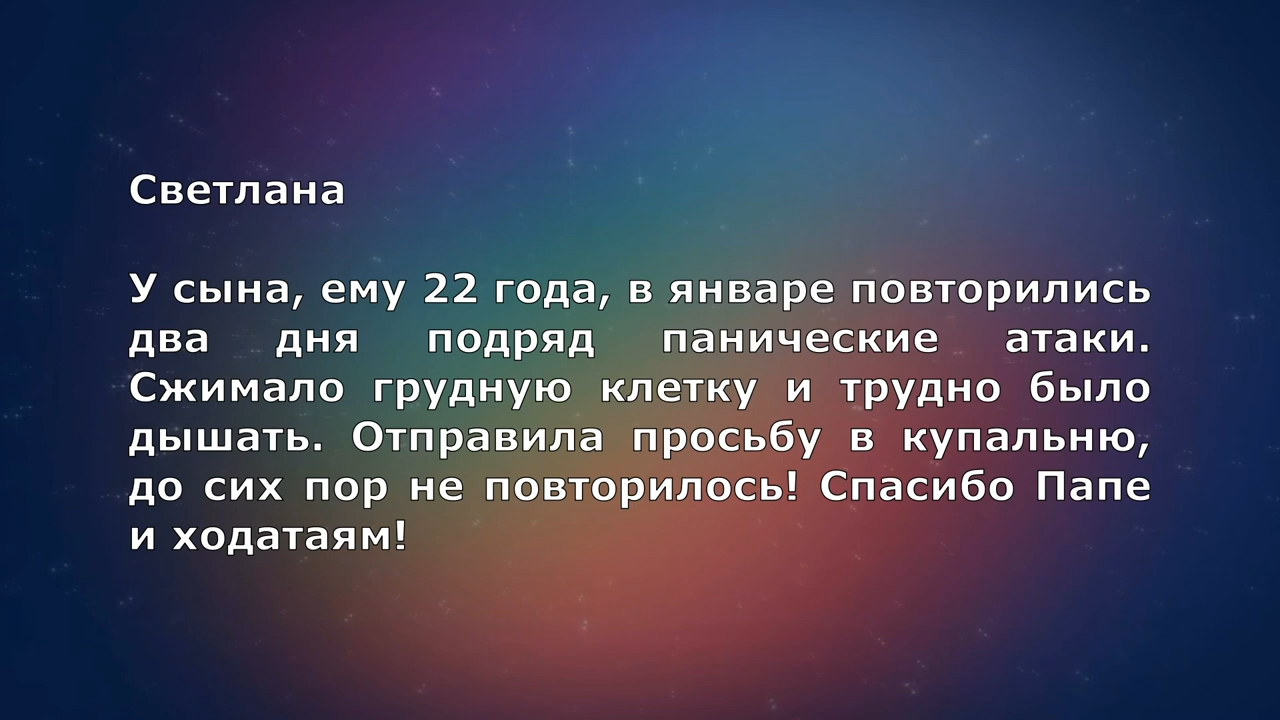 Светлана
У сына, ему 22 года, в январе повторились
два дня подряд панические атаки.
Сжимало грудную клетку и трудно было
дышать. Отправила просьбу в купальню,
до сих пор не повторилось! Спасибо Папе
и ходатаям!